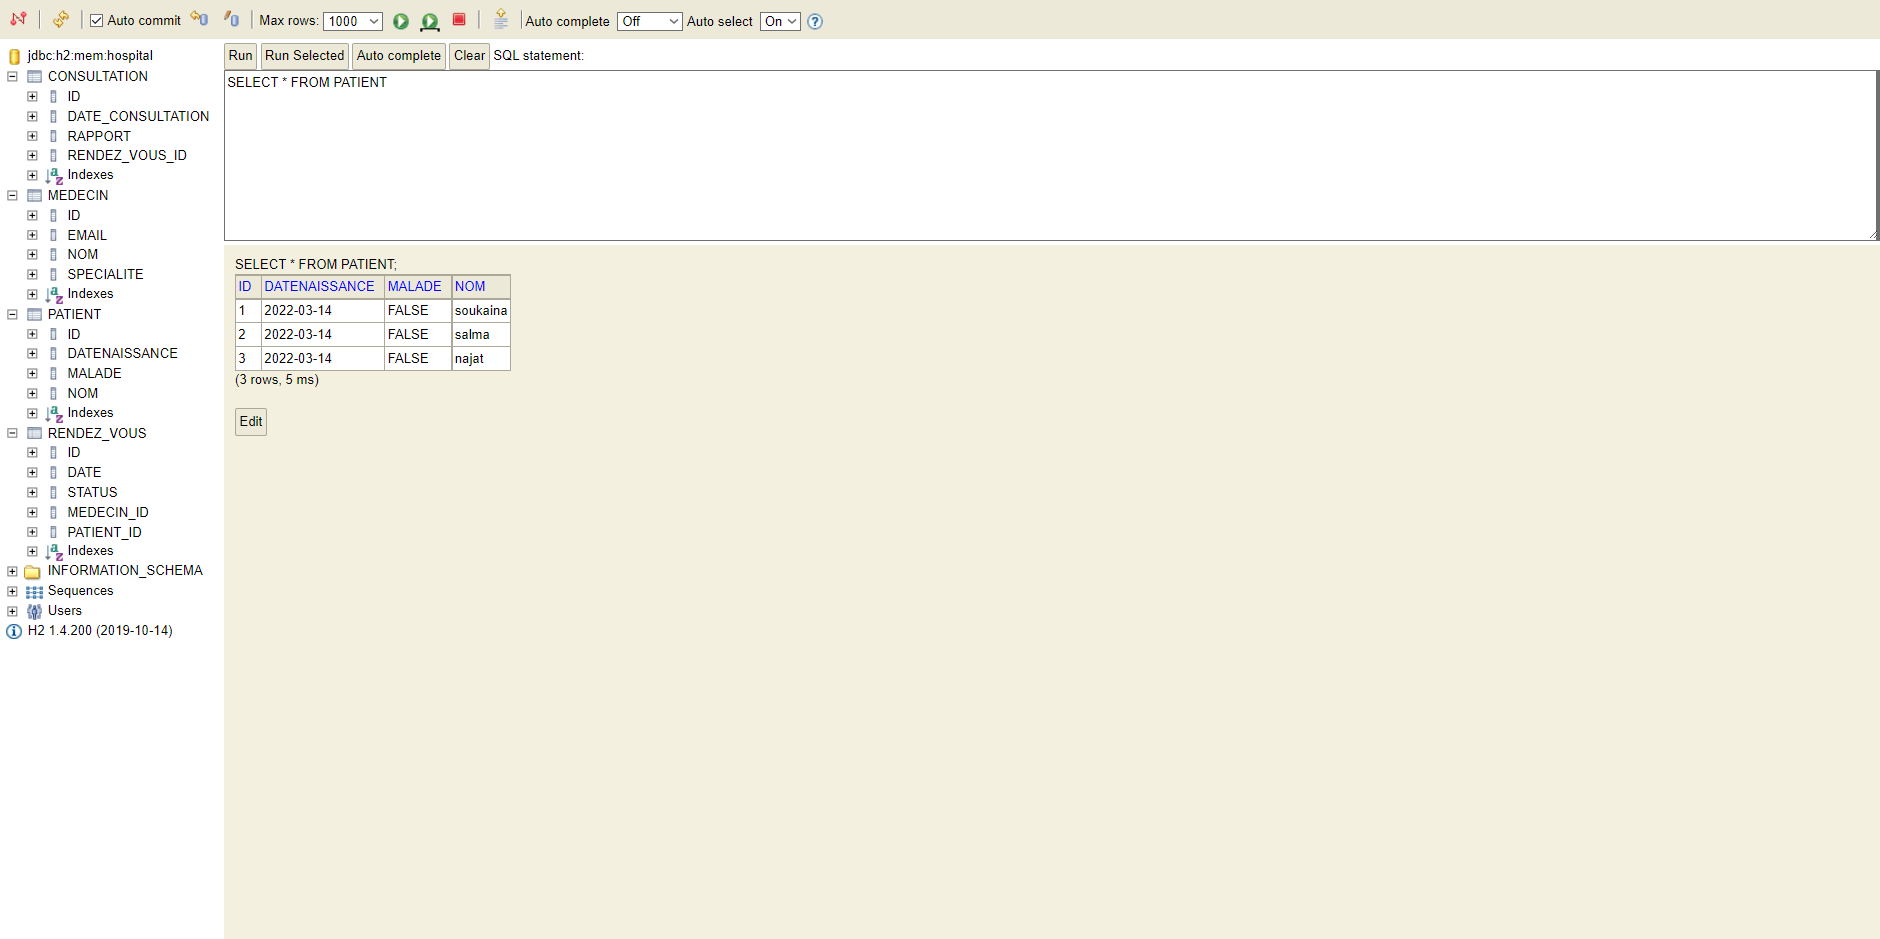 Auto commit Max rows: 1000 Auto complete Off Auto select On
jdbc:h2:mem:hospital
CONSULTATION
ID
DATE_CONSULTATION
RAPPORT
RENDEZ_VOUS_ID
Indexes
MEDECIN
ID
EMAIL
NOM
SPECIALITE
Indexes
PATIENT
ID
DATENAISSANCE
MALADE
NOM
Indexes
RENDEZ_VOUS
ID
DATE
STATUS
MEDECIN_ID
PATIENT_ID
Indexes
INFORMATION_SCHEMA
Sequences
Users
H2 1.4.200 (2019-10-14)
Run Run Selected Auto complete Clear SQL statement:
SELECT * FROM PATIENT
SELECT * FROM PATIENT;
ID DATENAISSANCE MALADE NOM
1 2022-03-14 FALSE soukaina
2 2022-03-14 FALSE salma
3 2022-03-14 FALSE najat
(3 rows, 5 ms)
Edit